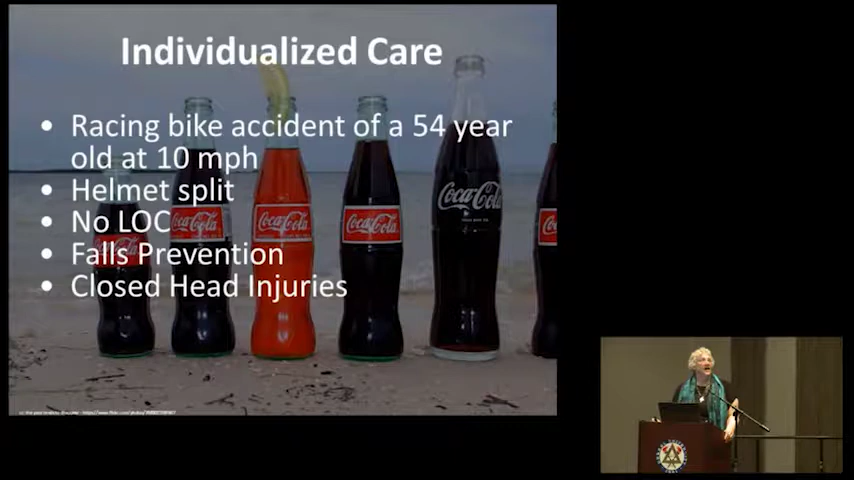 Individualized Care
• Racing bike accident of a 54 year
old at 10 mph
• Helmet split
• No LOC
• Falls Prevention
• Closed Head Injuries
Coca-Cola
Coca-Cola
Coca-Cola
Coca-Cola
Coca-Cola